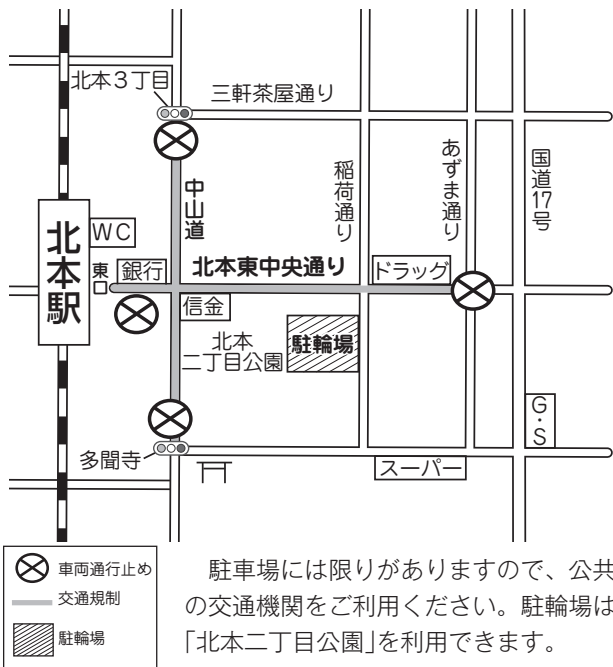 北本３丁目
三軒茶屋通り
中山道
稲荷通り
あずま通り
国道17号
北本駅
WC
東口
銀行
北本東中央通り
ドラッグ
信金
北本
二丁目公園
駐輪場
多聞寺
スーパー
G・S
車両通行止め
交通規制
駐輪場
駐車場には限りがありますので、公共
の交通機関をご利用ください。駐輪場は
｢北本二丁目公園｣を利用できます。